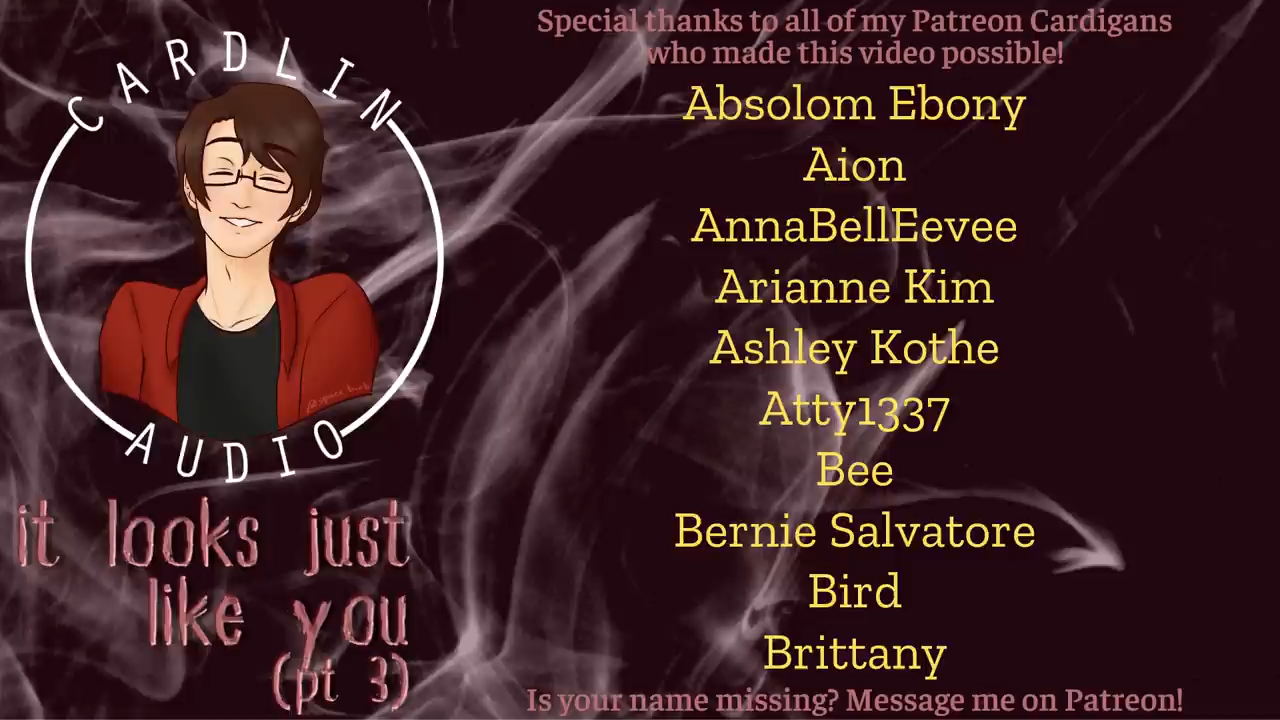 CARDLIN
AUDIO
it looks just
like you
(pt 3)
Special thanks to all of my Patreon Cardigans
who made this video possible!
Absolom Ebony
Aion
AnnaBellEevee
Arianne Kim
Ashley Kothe
Atty1337
Bee
Bernie Salvatore
Bird
Brittany
Is your name missing? Message me on Patreon!